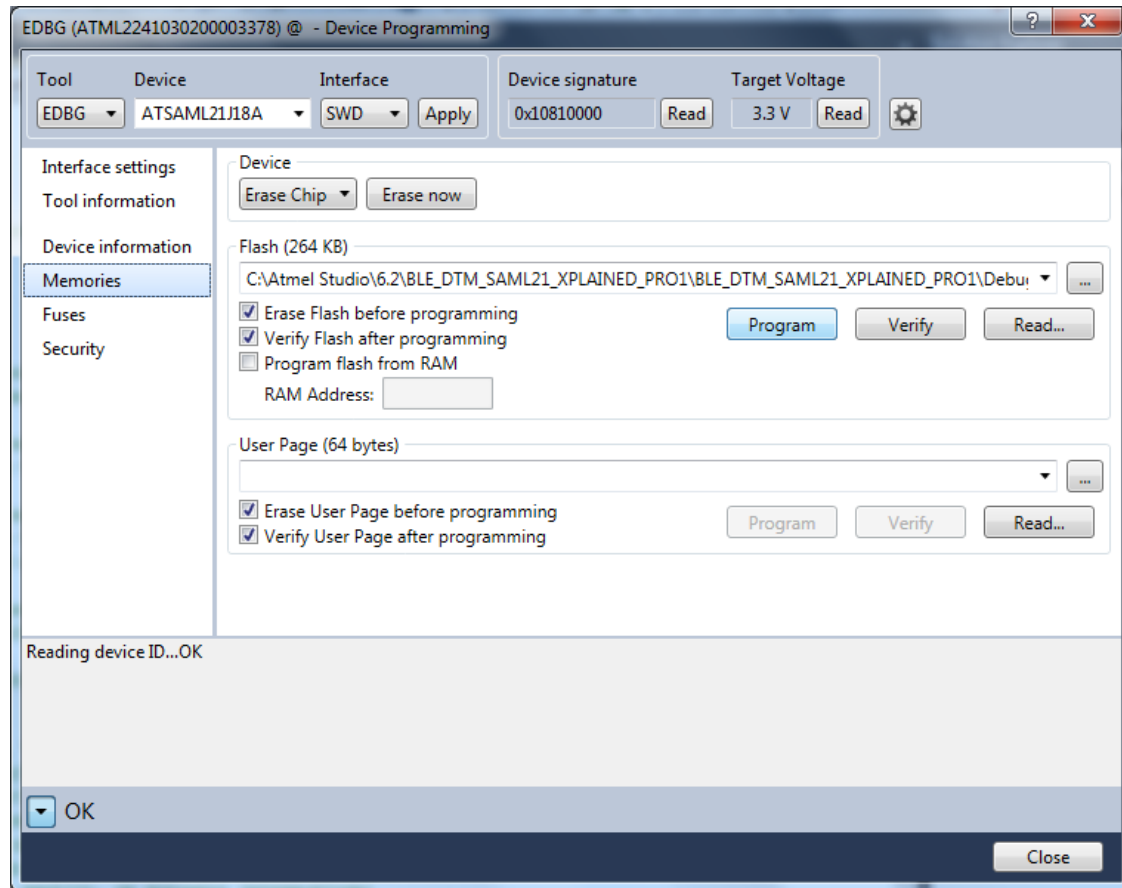 EDBG (ATML2241030200003378) @ - Device Programming
Tool Device Interface Device signature Target Voltage
EDBG ATSAML21J18A SWD Apply 0x10810000 Read 3.3 V Read
Interface settings
Tool information
Device information
Memories
Fuses
Security
Device
Erase Chip Erase now
Flash (264 KB)
C:\Atmel Studio\6.2\BLE_DTM_SAML21_XPLAINED_PRO1\BLE_DTM_SAML21_XPLAINED_PRO1\Debu ...
Erase Flash before programming
Verify Flash after programming
Program Verify Read...
Program flash from RAM
RAM Address:
User Page (64 bytes)
...
Erase User Page before programming
Verify User Page after programming
Program Verify Read...
Reading device ID...OK
OK
Close